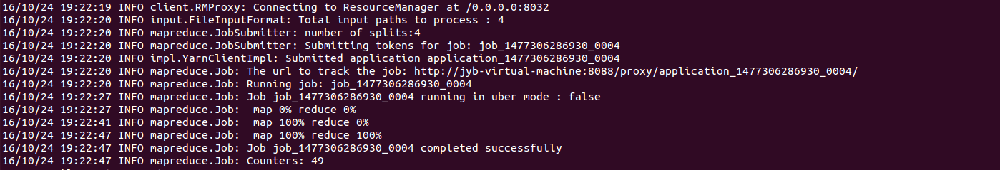 16/10/24 19:22:19 INFO client.RMProxy: Connecting to ResourceManager at /0.0.0.0:8032
16/10/24 19:22:20 INFO input.FileInputFormat: Total input paths to process : 4
16/10/24 19:22:20 INFO mapreduce.JobSubmitter: number of splits:4
16/10/24 19:22:20 INFO mapreduce.JobSubmitter: Submitting tokens for job: job_1477306286930_0004
16/10/24 19:22:20 INFO impl.YarnClientImpl: Submitted application application_1477306286930_0004
16/10/24 19:22:20 INFO mapreduce.Job: The url to track the job: http://jyb-virtual-machine:8088/proxy/application_1477306286930_0004/
16/10/24 19:22:20 INFO mapreduce.Job: Running job: job_1477306286930_0004
16/10/24 19:22:27 INFO mapreduce.Job: Job job_1477306286930_0004 running in uber mode : false
16/10/24 19:22:27 INFO mapreduce.Job:  map 0% reduce 0%
16/10/24 19:22:41 INFO mapreduce.Job:  map 100% reduce 0%
16/10/24 19:22:47 INFO mapreduce.Job:  map 100% reduce 100%
16/10/24 19:22:47 INFO mapreduce.Job: Job job_1477306286930_0004 completed successfully
16/10/24 19:22:47 INFO mapreduce.Job: Counters: 49